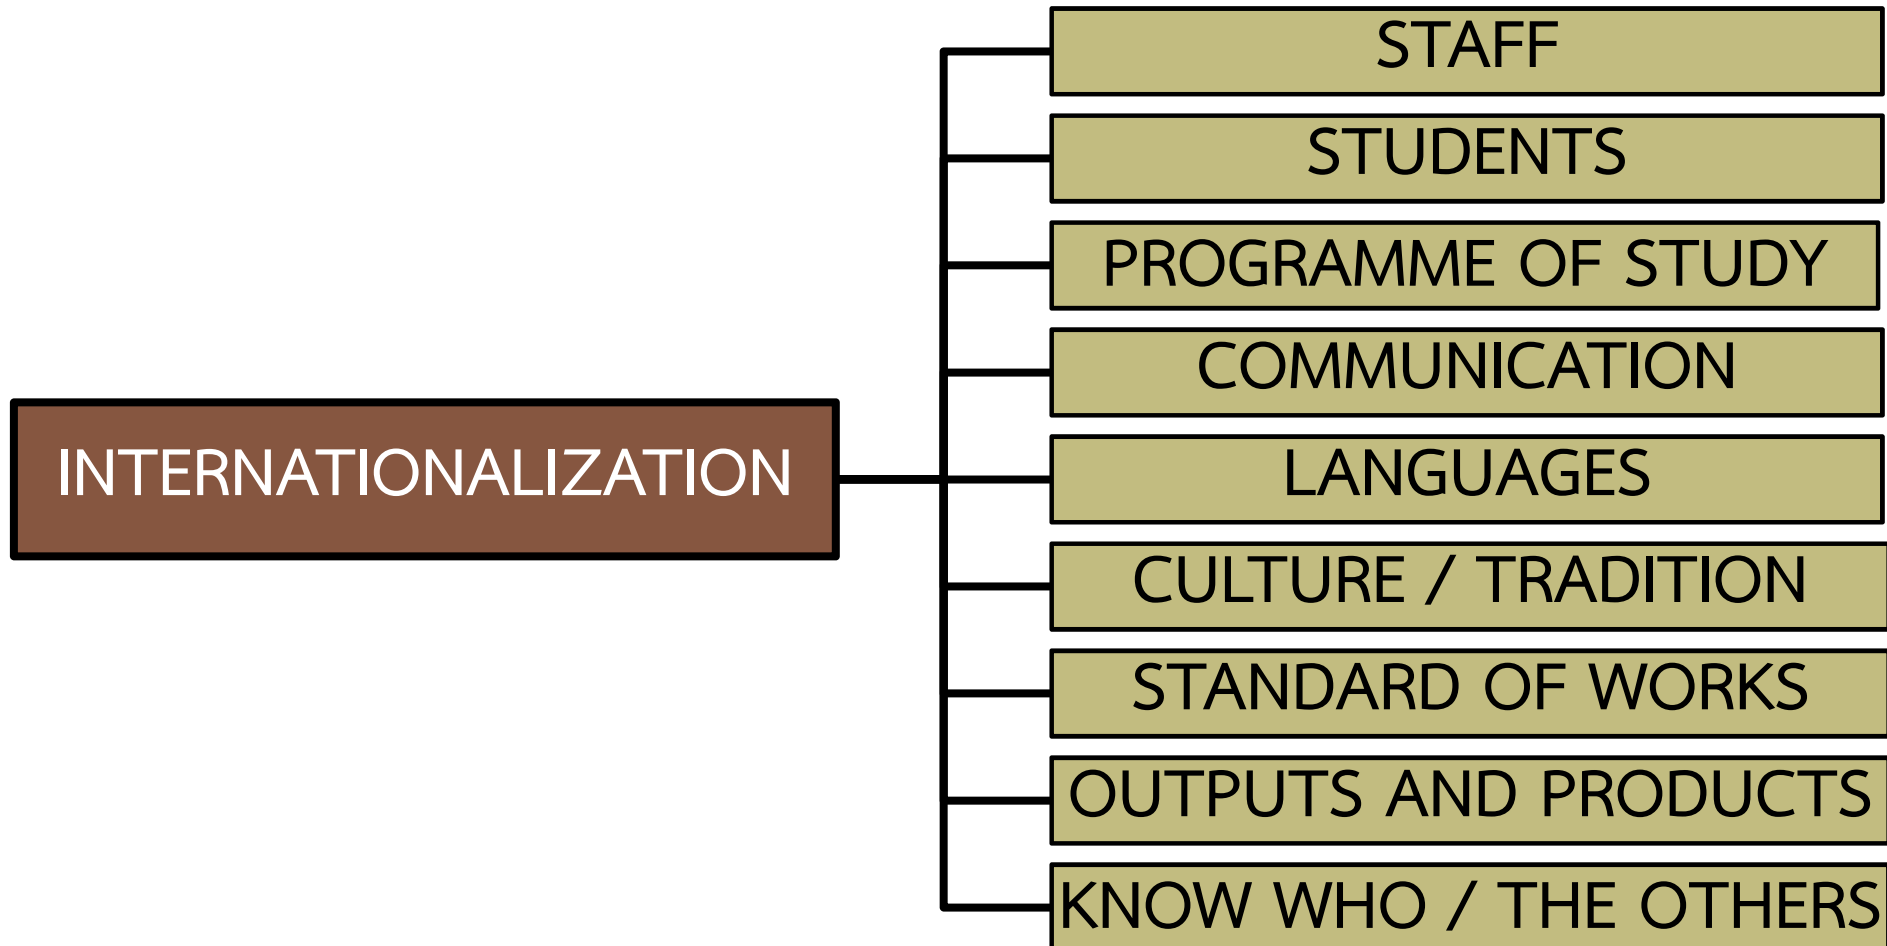 STAFF
STUDENTS
PROGRAMME OF STUDY
COMMUNICATION
INTERNATIONALIZATION
LANGUAGES
CULTURE / TRADITION
STANDARD OF WORKS
OUTPUTS AND PRODUCTS
KNOW WHO / THE OTHERS